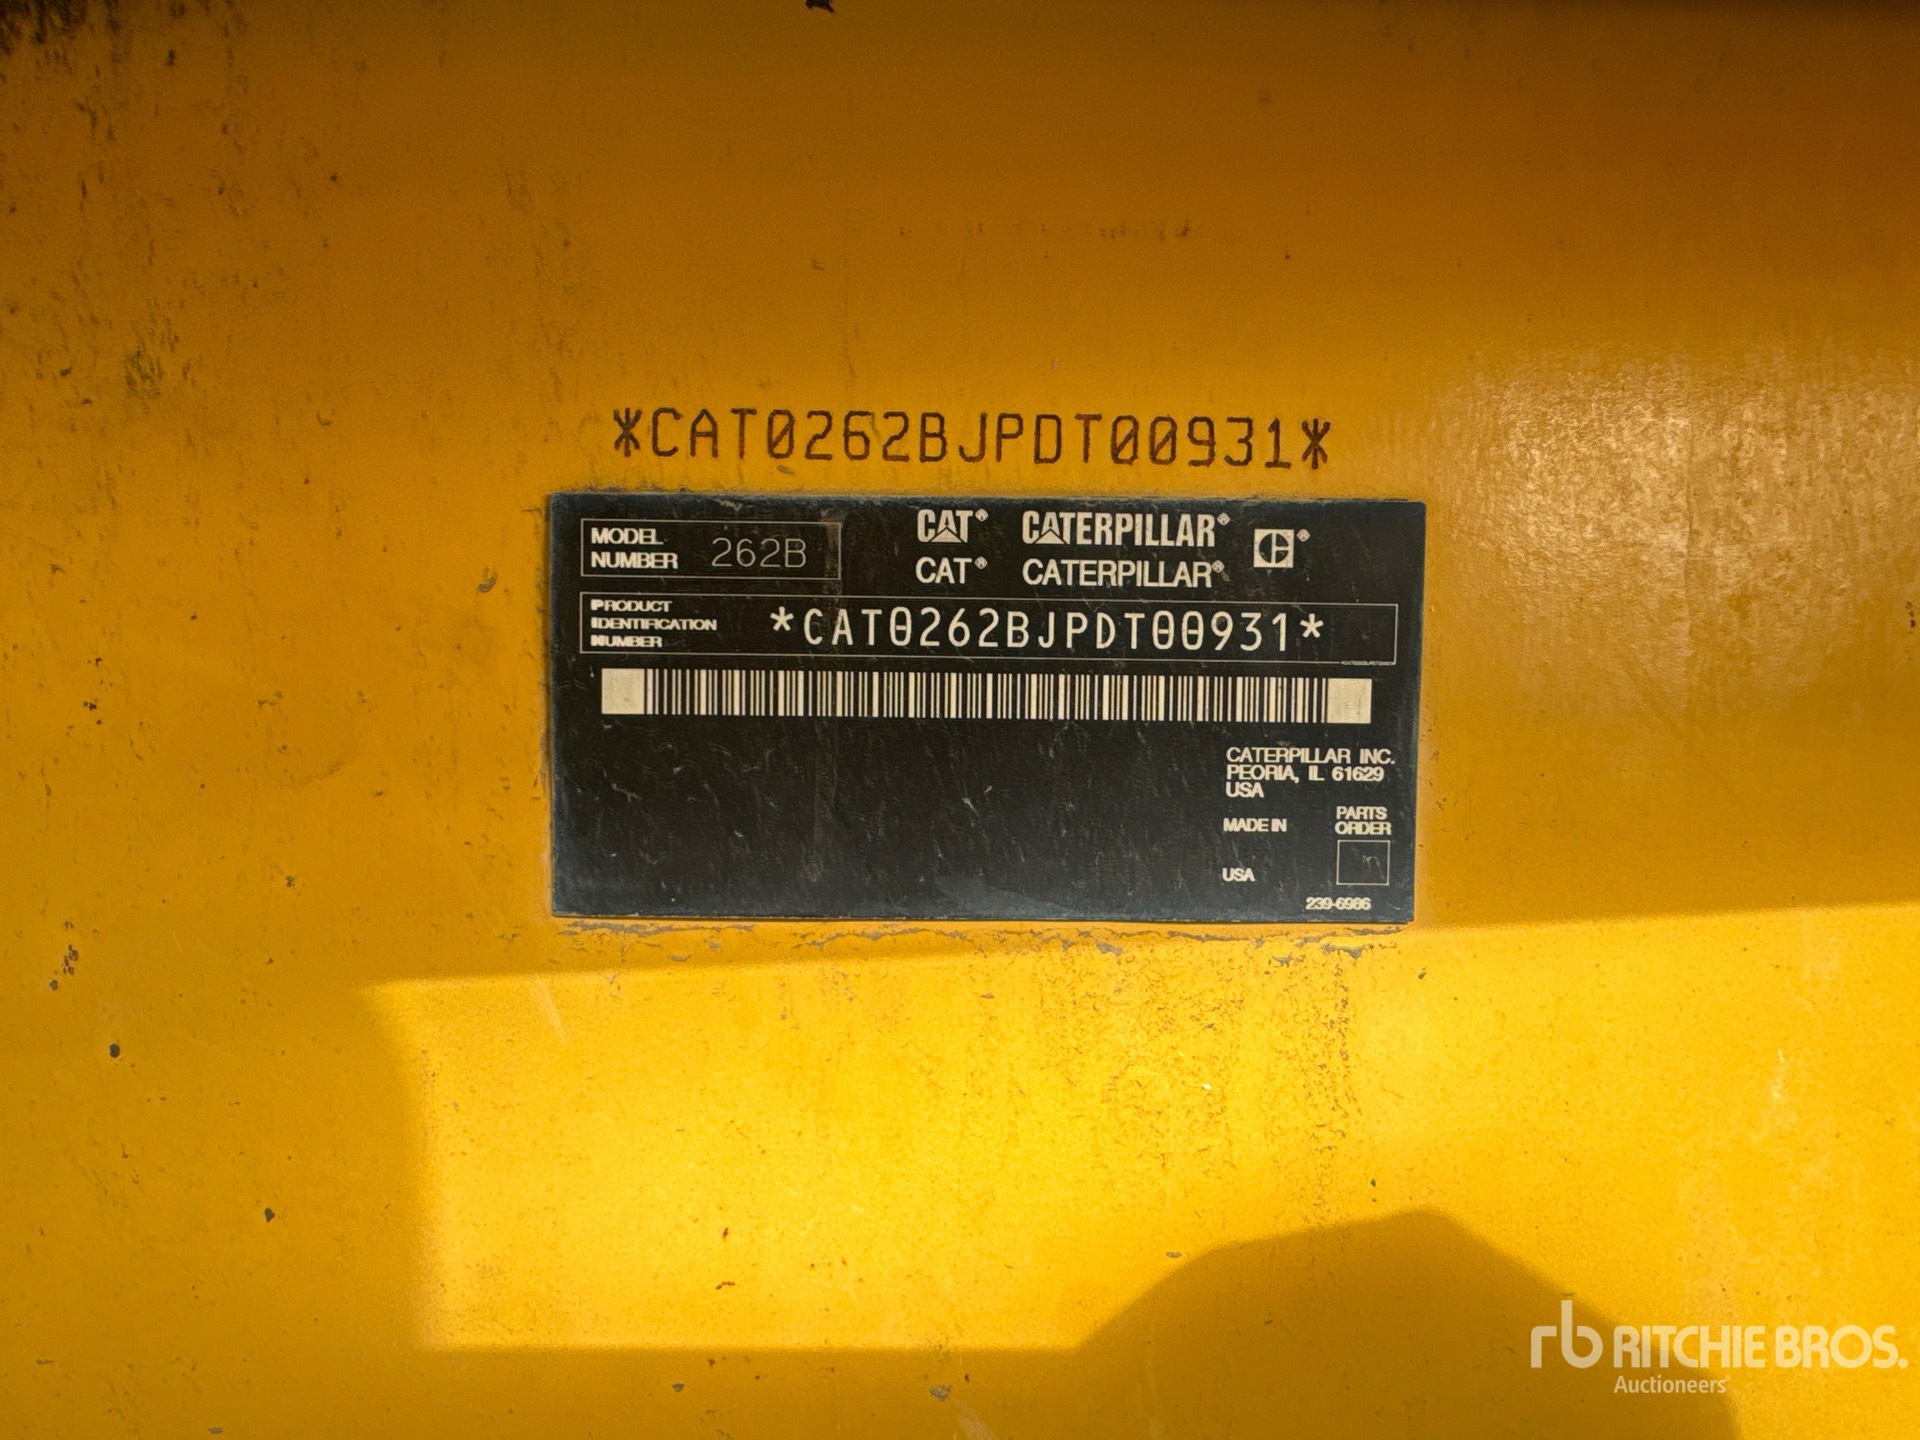 *CAT0262BJPDT00931*
MODEL NUMBER 262B
CAT® CATERPILLAR®
CAT® CATERPILLAR®
PRODUCT IDENTIFICATION NUMBER *CAT0262BJPDT00931*
CATERPILLAR INC.
PEORIA, IL 61629
USA
MADE IN
PARTS ORDER
USA
239-6986
rb RITCHIE BROS.
Auctioneers